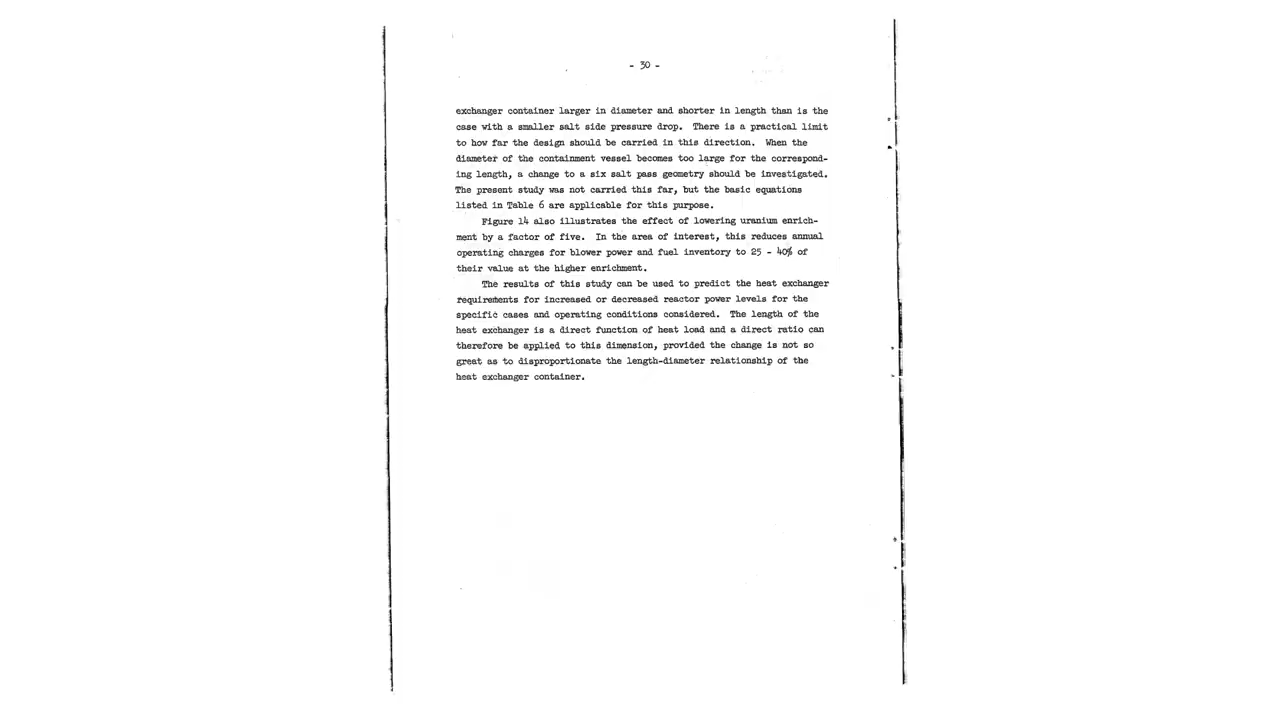 - 30 -
exchanger container larger in diameter and shorter in length than is the
case with a smaller salt side pressure drop. There is a practical limit
to how far the design should be carried in this direction. When the
diameter of the containment vessel becomes too large for the correspond-
ing length, a change to a six salt pass geometry should be investigated.
The present study was not carried this far, but the basic equations
listed in Table 6 are applicable for this purpose.
Figure 14 also illustrates the effect of lowering uranium enrich-
ment by a factor of five. In the area of interest, this reduces annual
operating charges for blower power and fuel inventory to 25 - 40% of
their value at the higher enrichment.
The results of this study can be used to predict the heat exchanger
requirements for increased or decreased reactor power levels for the
specific cases and operating conditions considered. The length of the
heat exchanger is a direct function of heat load and a direct ratio can
therefore be applied to this dimension, provided the change is not so
great as to disproportionate the length-diameter relationship of the
heat exchanger container.